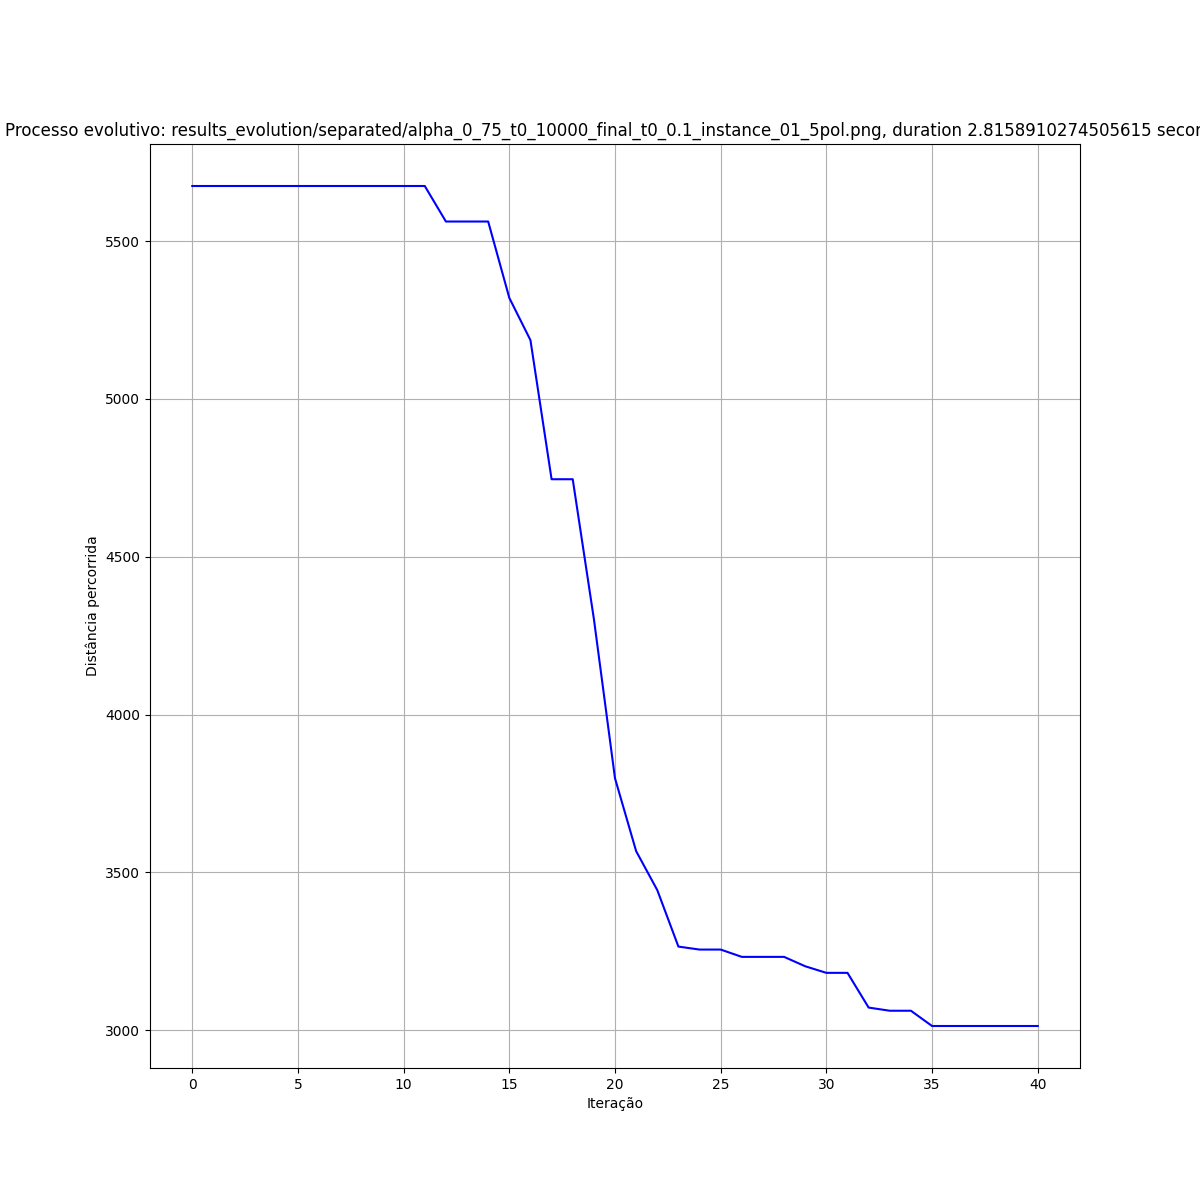 Processo evolutivo: results_evolution/separated/alpha_0_75_t0_10000_final_t0_0.1_instance_01_5pol.png, duration 2.8158910274505615
5500
5000
4500
4000
3500
3000
Distância percorrida
0 5 10 15 20 25 30 35 40
Iteração